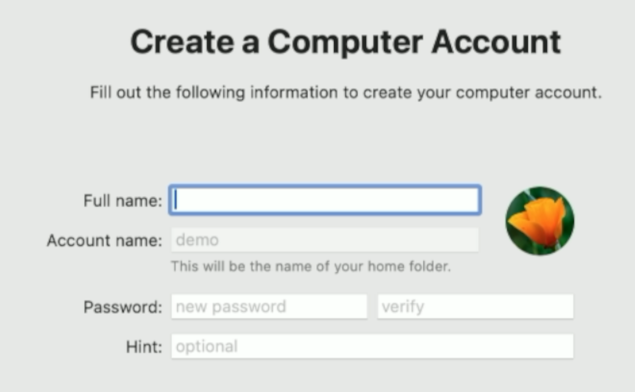 Create a Computer Account
Fill out the following information to create your computer account.
Full name:
Account name: demo
This will be the name of your home folder.
Password: new password verify
Hint: optional